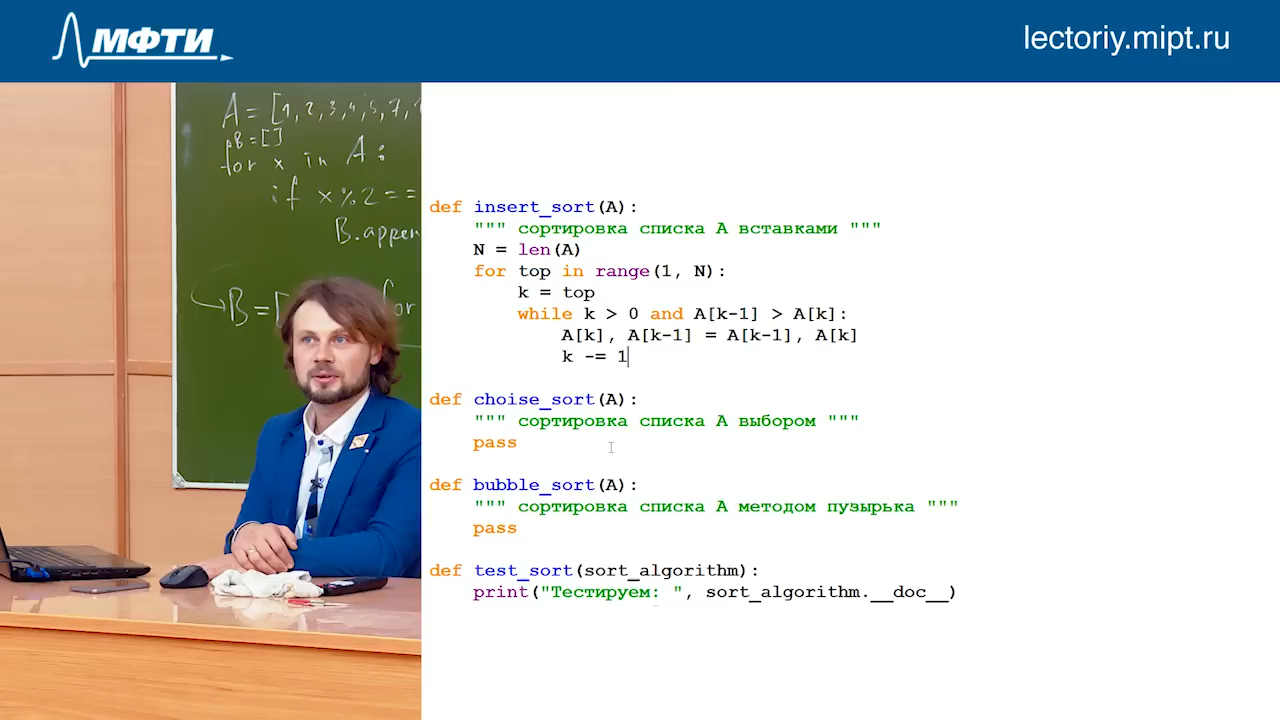 МФТИ
lectoriy.mipt.ru
A = [1, 2, 3, 4, 5, 7,
B = []
for x in A:
if x%2 ==
B.appen
B = [
for
def insert_sort(A):
""" сортировка списка A вставками """
N = len(A)
for top in range(1, N):
k = top
while k > 0 and A[k-1] > A[k]:
A[k], A[k-1] = A[k-1], A[k]
k -= 1
def choise_sort(A):
""" сортировка списка A выбором """
pass
def bubble_sort(A):
""" сортировка списка A методом пузырька """
pass
def test_sort(sort_algorithm):
print("Тестируем: ", sort_algorithm.__doc__)